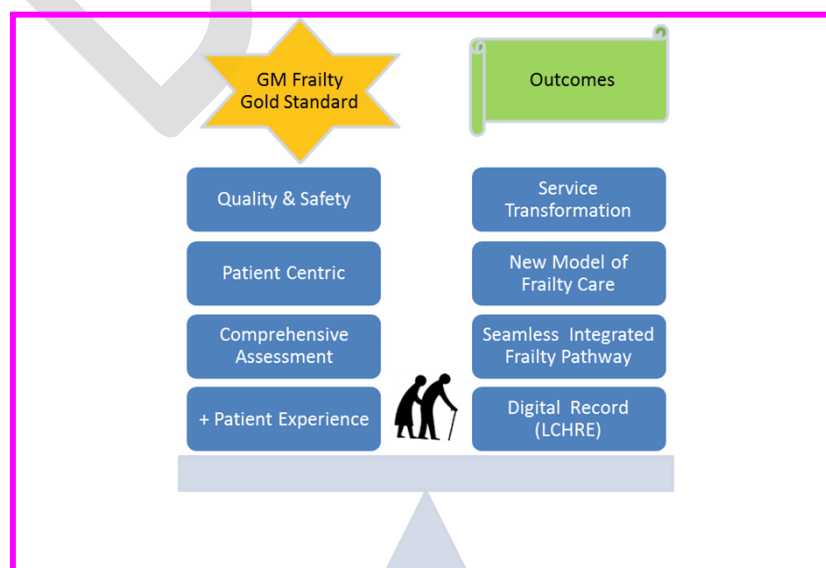 GM Frailty
Gold Standard
Outcomes
Quality & Safety
Service
Transformation
Patient Centric
New Model of
Frailty Care
Comprehensive
Assessment
Seamless Integrated
Frailty Pathway
+ Patient Experience
Digital Record
(LCHRE)